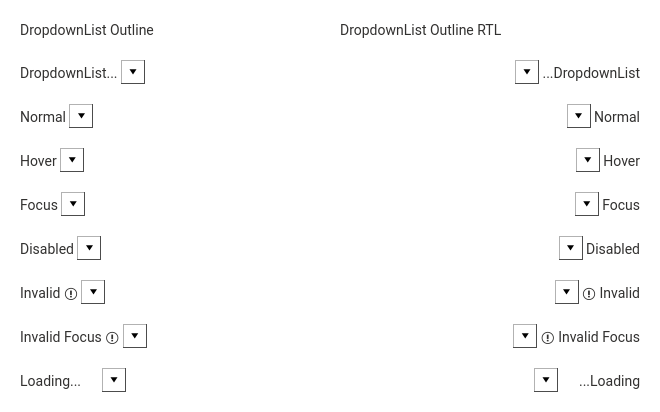 DropdownList Outline
DropdownList...
Normal
Hover
Focus
Disabled
Invalid
Invalid Focus
Loading...
DropdownList Outline RTL
...DropdownList
Normal
Hover
Focus
Disabled
Invalid
Invalid Focus
...Loading